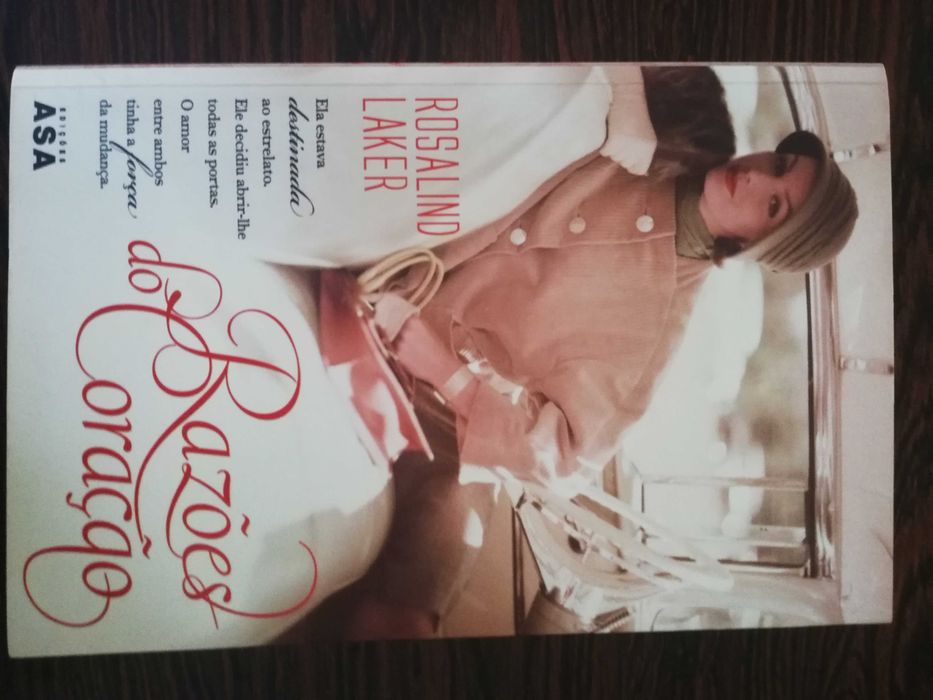 ROSALIND
LAKER
Ela estava
destinada
ao estrelato.
Ele decidiu abrir-lhe
todas as portas.
O amor
entre ambos
tinha a força
da mudança.
Razões
do Coração
EDIÇÕES
ASA